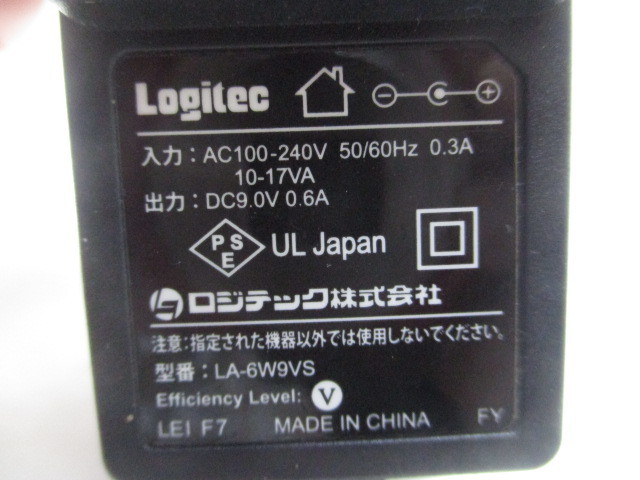 Logitec
入力：AC100-240V 50/60Hz 0.3A
10-17VA
出力：DC9.0V 0.6A
PSE UL Japan
ロジテック株式会社
注意：指定された機器以外では使用しないでください。
型番：LA-6W9VS
Efficiency Level: V
LEI F7 MADE IN CHINA FY